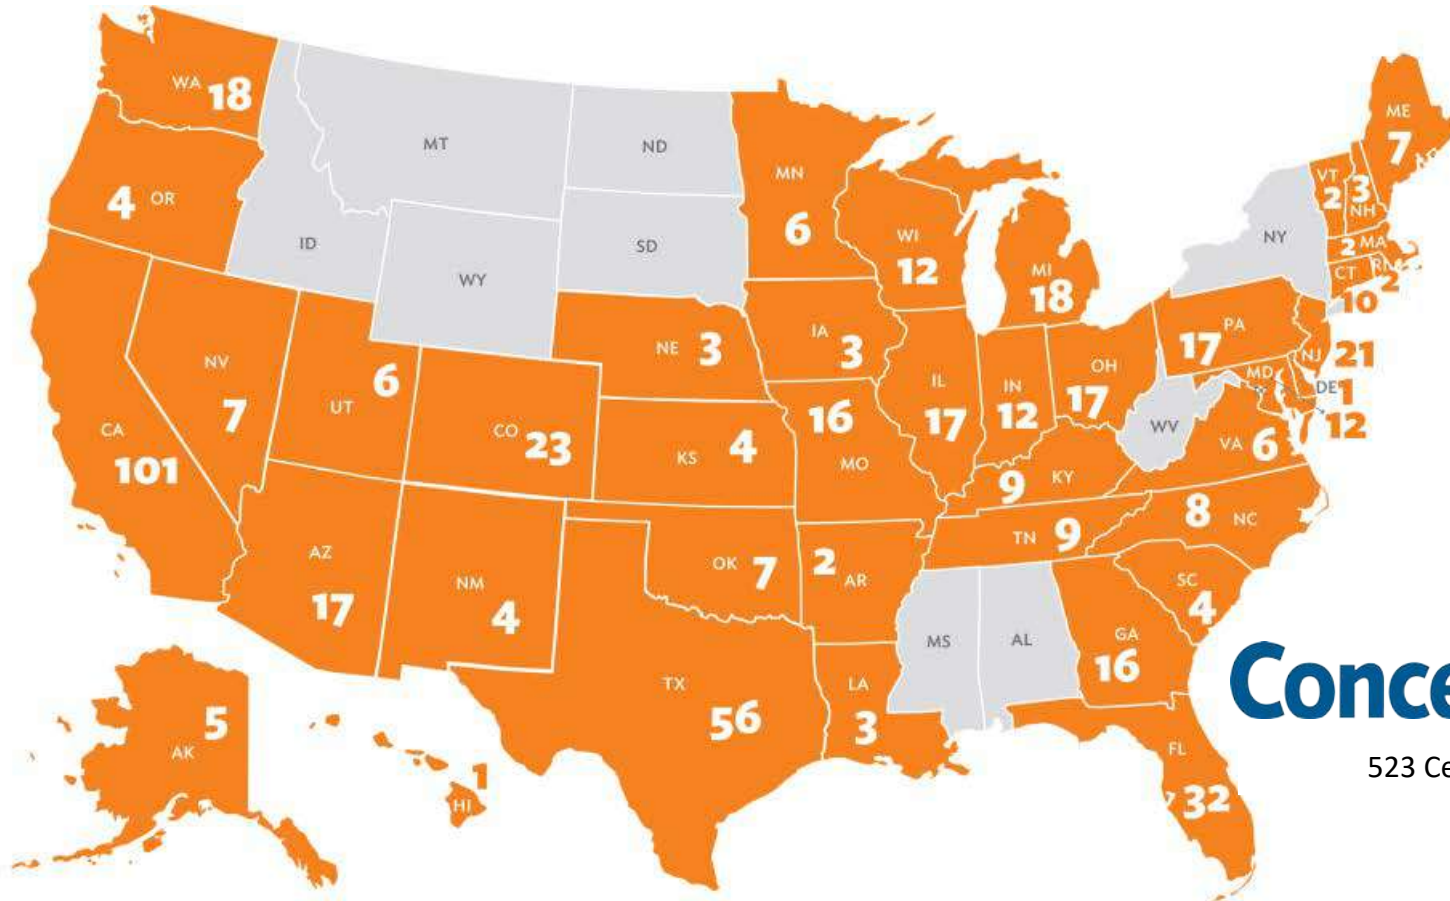 WA 18
MT
ND
MN 6
ME 7
VT 2
3 NH
4 OR
ID
SD
WI 12
MI 18
NY
2 MA
CT 10
RI 2
WY
NV 7
UT 6
NE 3
IA 3
PA 17
NJ 21
MD 12
DE 1
CA 101
CO 23
KS 4
16 MO
IL 17
IN 12
OH 17
WV
VA 6
9 KY
AZ 17
NM 4
OK 7
2 AR
TN 9
8 NC
SC 4
MS
AL
GA 16
TX 56
LA 3
FL 32
AK 5
HI 1
Conce
523 Ce